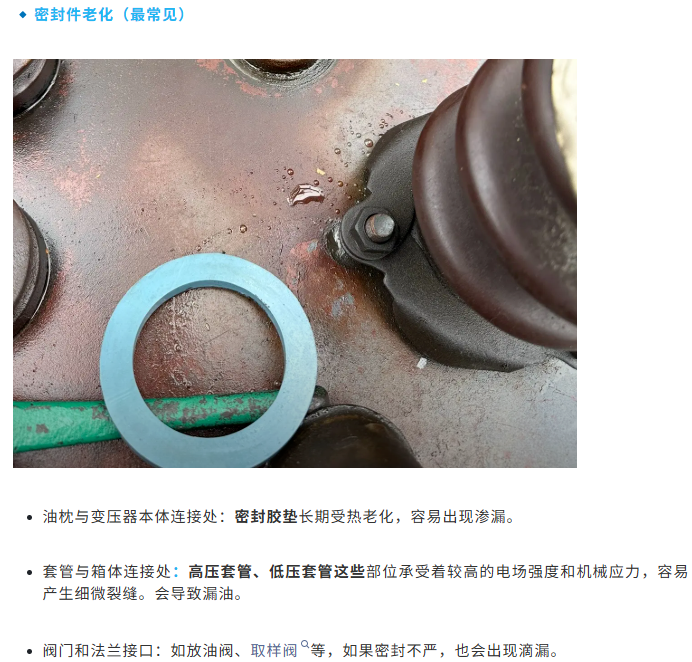 密封件老化（最常见）
油枕与变压器本体连接处：密封胶垫长期受热老化，容易出现渗漏。
套管与箱体连接处：高压套管、低压套管这些部位承受着较高的电场强度和机械应力，容易
产生细微裂缝。会导致漏油。
阀门和法兰接口：如放油阀、取样阀等，如果密封不严，也会出现滴漏。